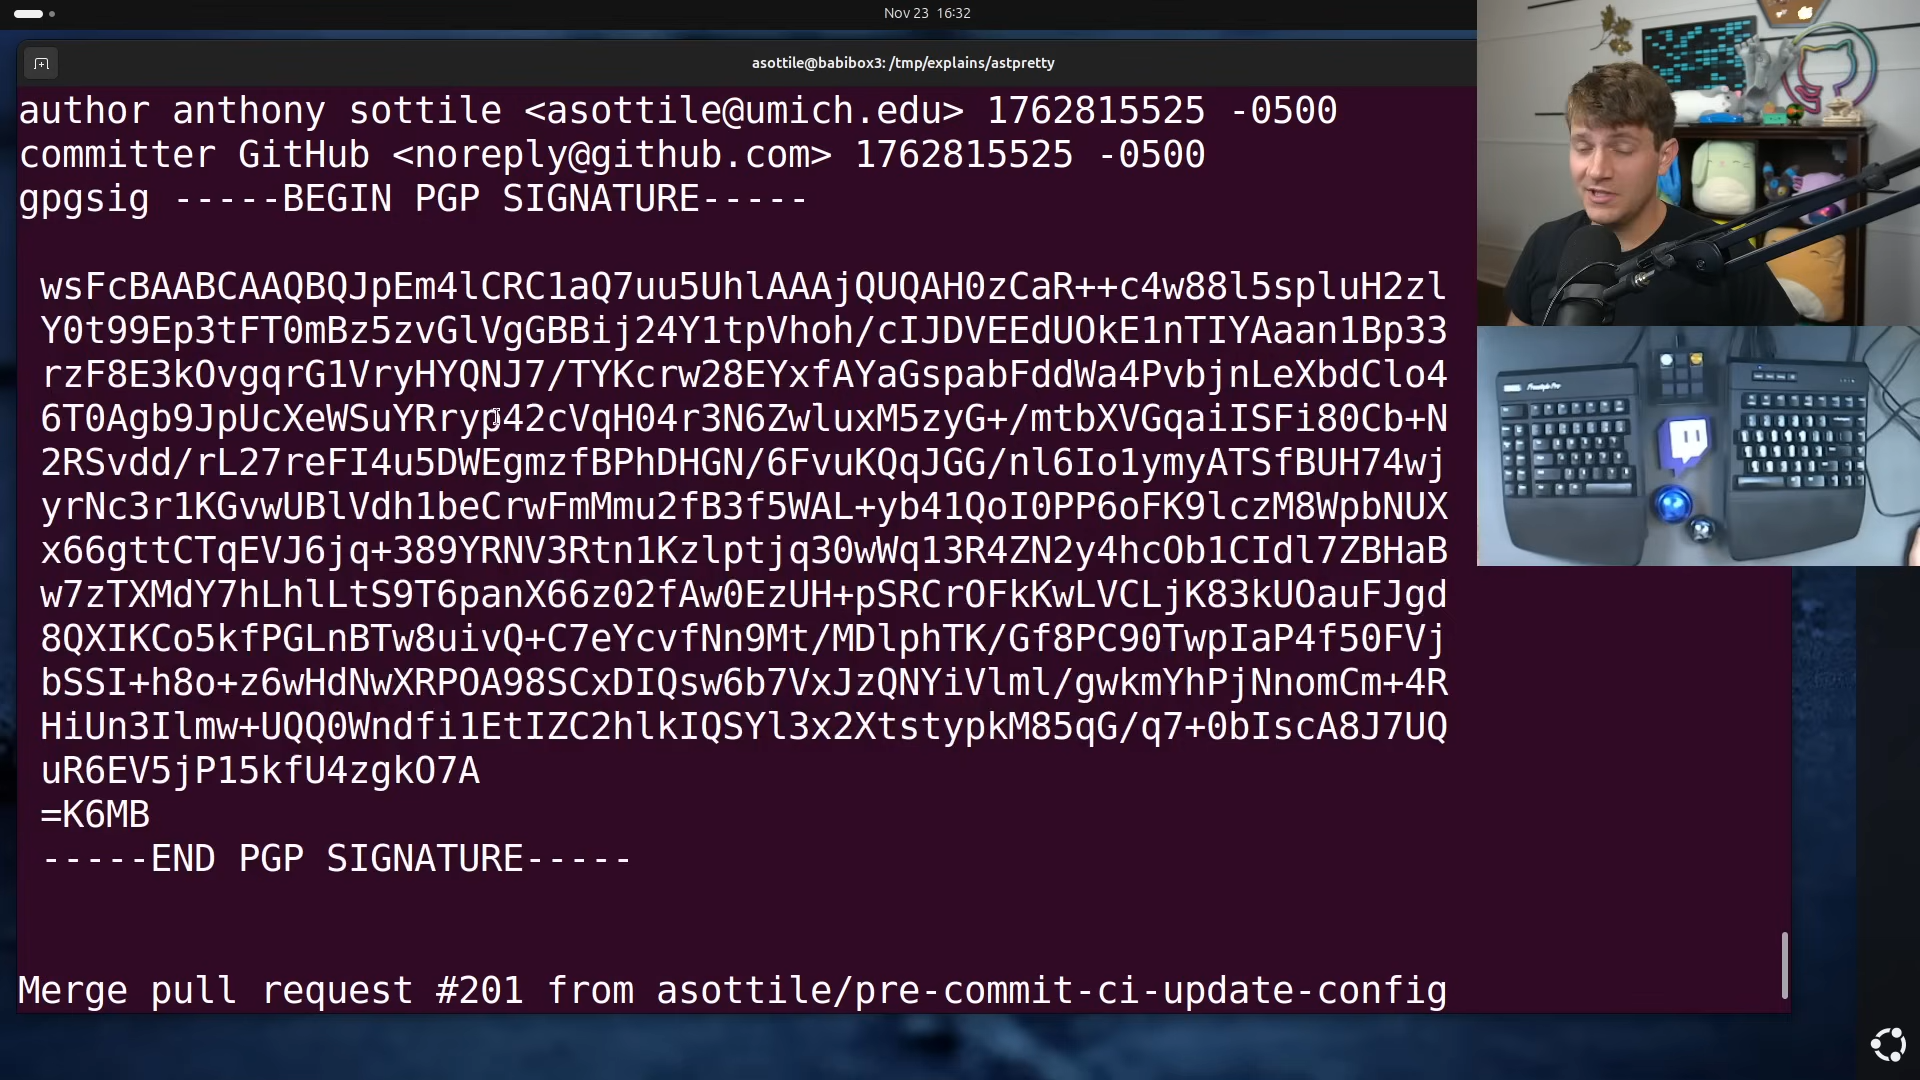 Nov 23 16:32
asottile@babibox3: /tmp/explains/astpretty
author anthony sottile <asottile@umich.edu> 1762815525 -0500
committer GitHub <noreply@github.com> 1762815525 -0500
gpgsig -----BEGIN PGP SIGNATURE-----
wsFcBAABCAAQBQJpEm4lCRC1aQ7uu5UhlAAAjQUQAH0zCaR++c4w88l5spluH2zl
Y0t99Ep3tFT0mBz5zvGlVgGBBij24Y1tpVhoh/cIJDVEEdUOkE1nTIYAaan1Bp33
rzF8E3kOvgqrG1VryHYQNJ7/TYKcrw28EYxfAYaGspabFddWa4PvbjnLeXbdClo4
6T0Agb9JpUcXeWSuYRryp42cVqH04r3N6ZwluxM5zyG+/mtbXVGqaiISFi80Cb+N
2RSvdd/rL27reFI4u5DWEgmzfBPhDHGN/6FvuKQqJGG/nl6Io1ymyATSfBUH74wj
yrNc3r1KGvwUBlVdh1beCrwFmMmu2fB3f5WAL+yb41QoI0PP6oFK9lczM8WpbNUX
x66gttCTqEVJ6jq+389YRNV3Rtn1Kzlptjq30wWq13R4ZN2y4hcOb1CIdl7ZBHaB
w7zTXMdY7hLhlLtS9T6panX66z02fAw0EzUH+pSRCrOFkKwLVCLjK83kUOauFJgd
8QXIKCo5kfPGLnBTw8uivQ+C7eYcvfNn9Mt/MDlphTK/Gf8PC90TwpIaP4f50FVj
bSSI+h8o+z6wHdNwXRPOA98SCxDIQsw6b7VxJzQNYiVlml/gwkmYhPjNnomCm+4R
HiUn3Ilmw+UQQ0Wndfi1EtIZC2hlkIQSYl3x2XtstypkM85qG/q7+0bIscA8J7UQ
uR6EV5jP15kfU4zgkO7A
=K6MB
-----END PGP SIGNATURE-----
Merge pull request #201 from asottile/pre-commit-ci-update-config
Freestyle Pro